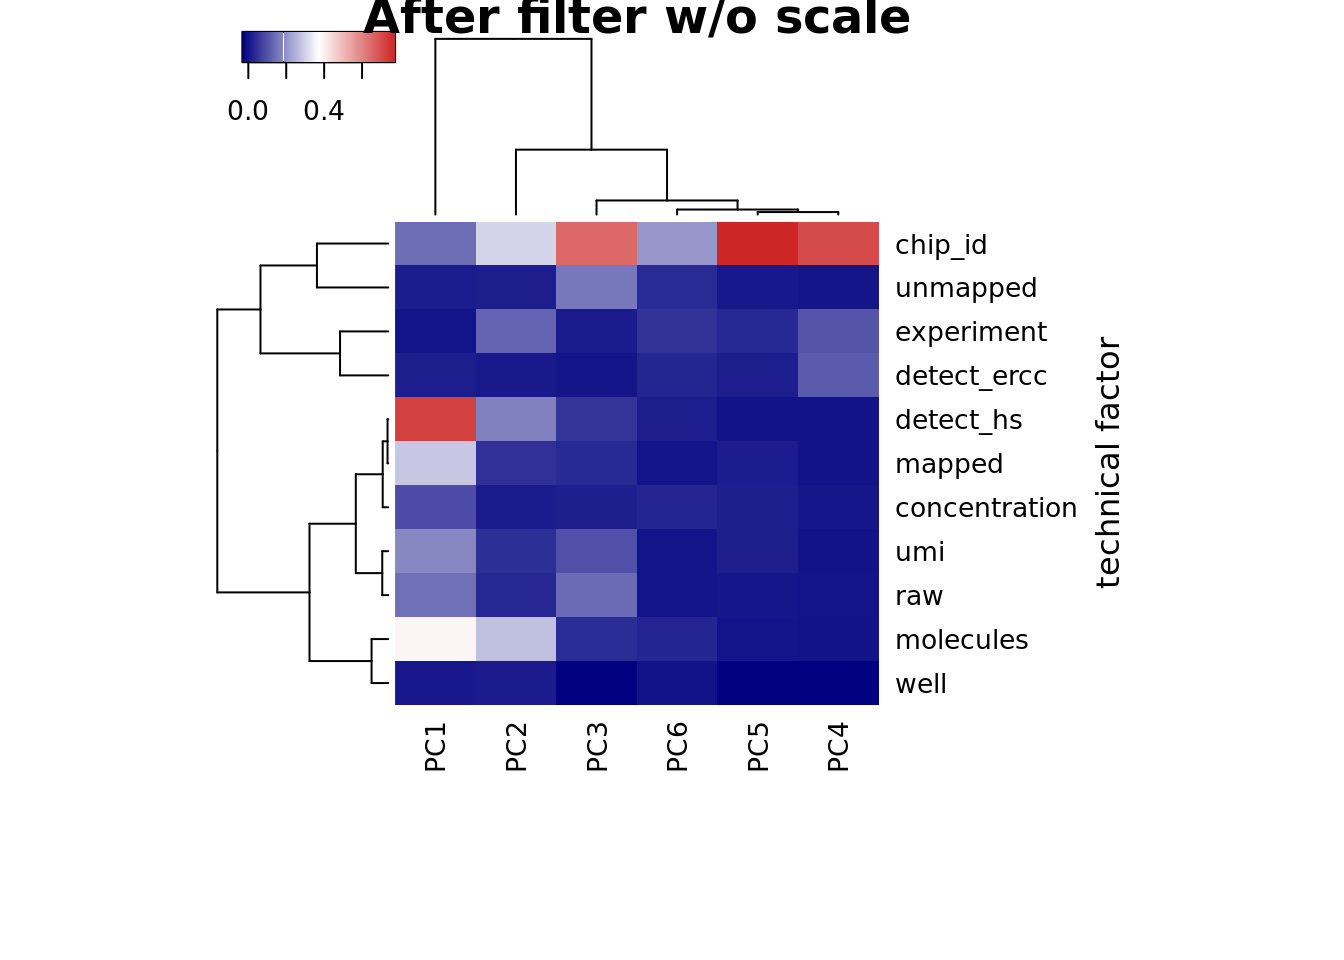 After filter w/o scale
0.0 0.4
chip_id
unmapped
experiment
detect_ercc
detect_hs
mapped
concentration
umi
raw
molecules
well
technical factor
PC1 PC2 PC3 PC6 PC5 PC4